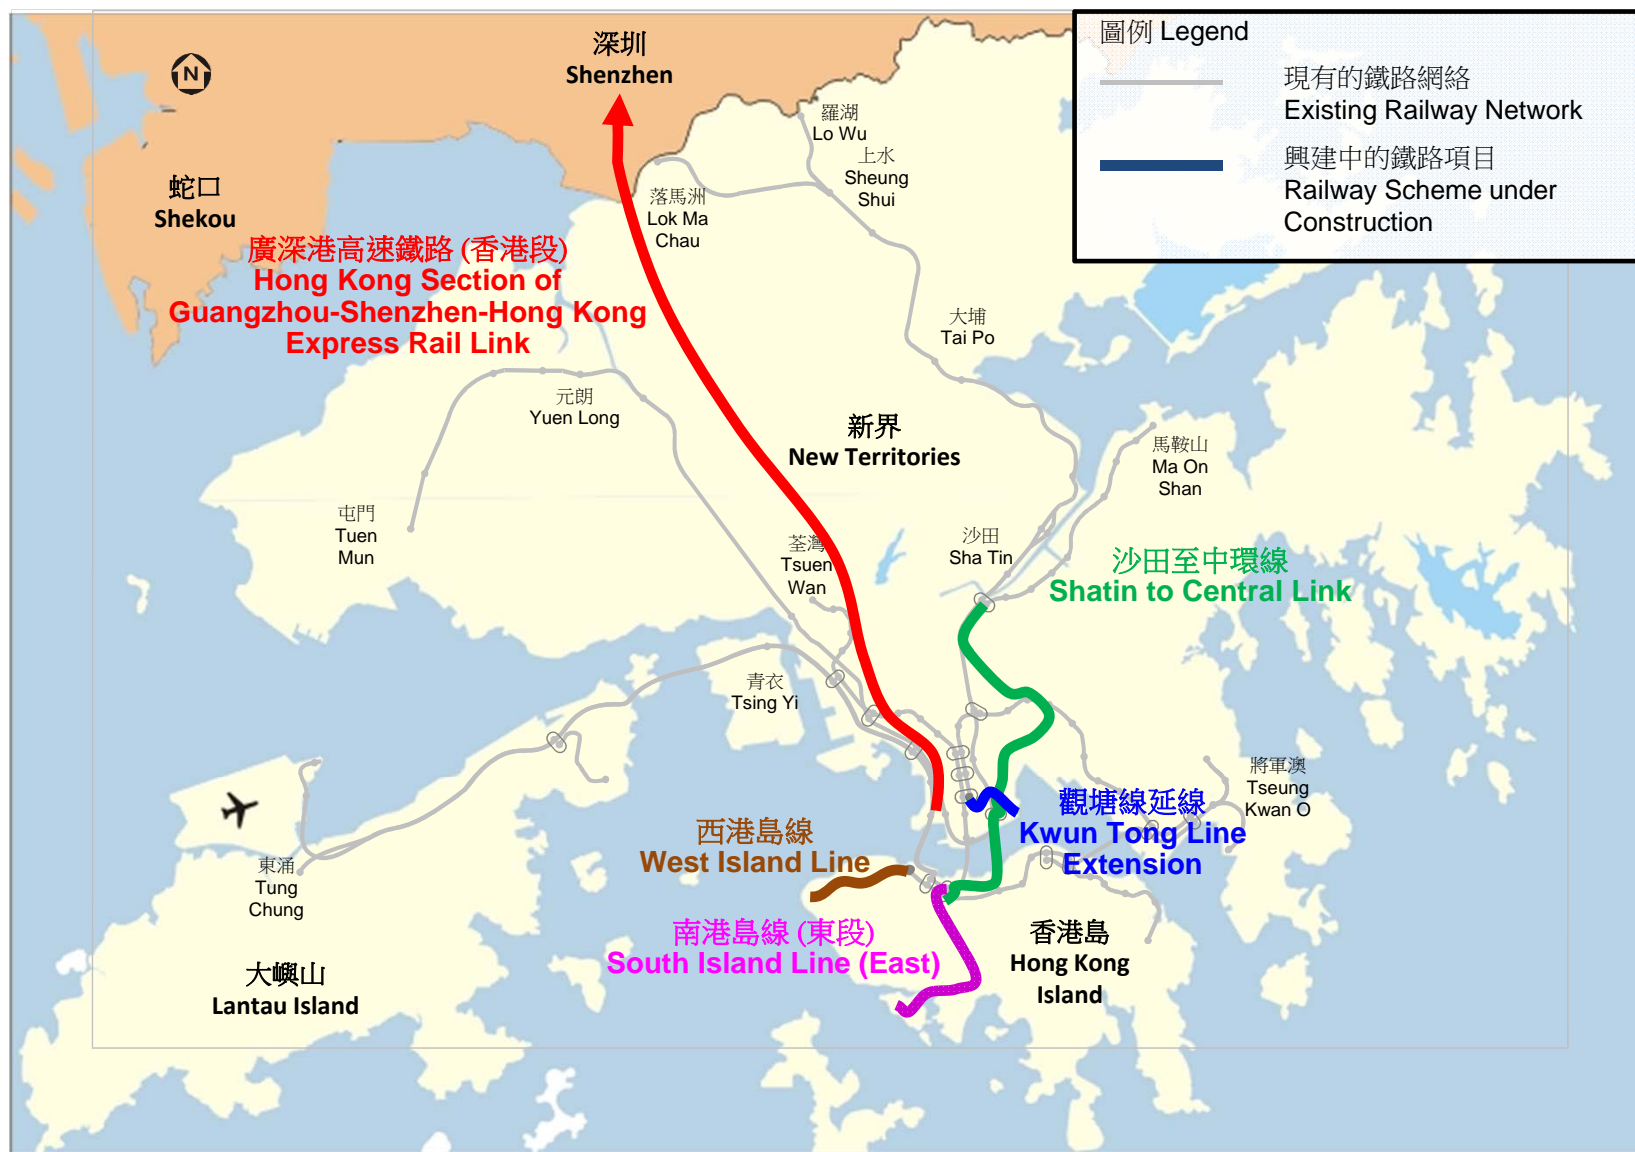 圖例 Legend
現有的鐵路網絡
Existing Railway Network
興建中的鐵路項目
Railway Scheme under
Construction
深圳
Shenzhen
N
羅湖
Lo Wu
上水
Sheung
Shui
蛇口
Shekou
落馬洲
Lok Ma
Chau
廣深港高速鐵路 (香港段)
Hong Kong Section of
Guangzhou-Shenzhen-Hong Kong
Express Rail Link
大埔
Tai Po
元朗
Yuen Long
新界
New Territories
馬鞍山
Ma On
Shan
屯門
Tuen
Mun
荃灣
Tsuen
Wan
沙田
Sha Tin
沙田至中環線
Shatin to Central Link
青衣
Tsing Yi
將軍澳
Tseung
Kwan O
觀塘線延線
Kwun Tong Line
Extension
西港島線
West Island Line
東涌
Tung
Chung
南港島線 (東段)
South Island Line (East)
香港島
Hong Kong
Island
大嶼山
Lantau Island